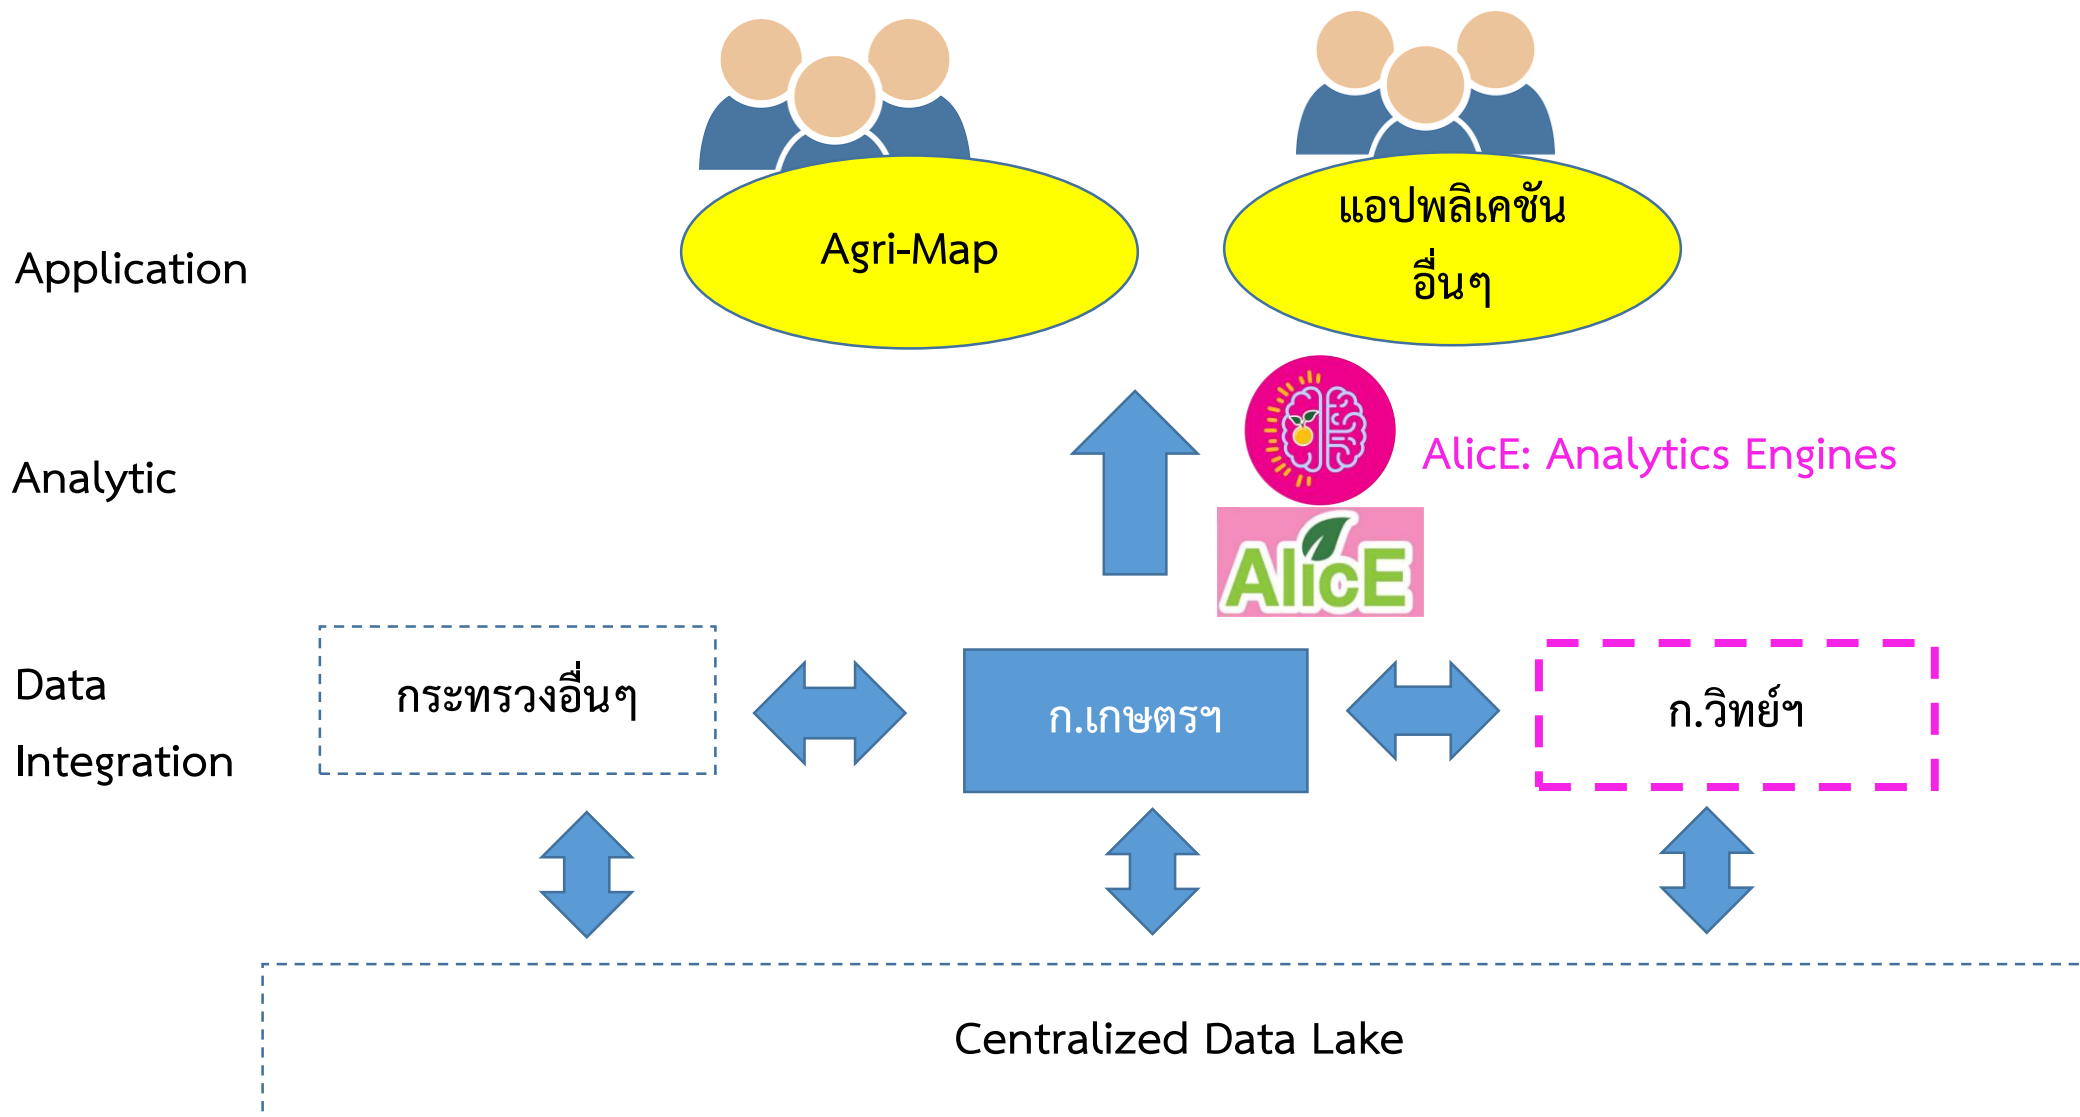 แอปพลิเคชัน
อื่นๆ
Agri-Map
Application
AlicE: Analytics Engines
Analytic
AlicE
Data
Integration
กระทรวงอื่นๆ
ก.เกษตรฯ
ก.วิทย์ฯ
Centralized Data Lake